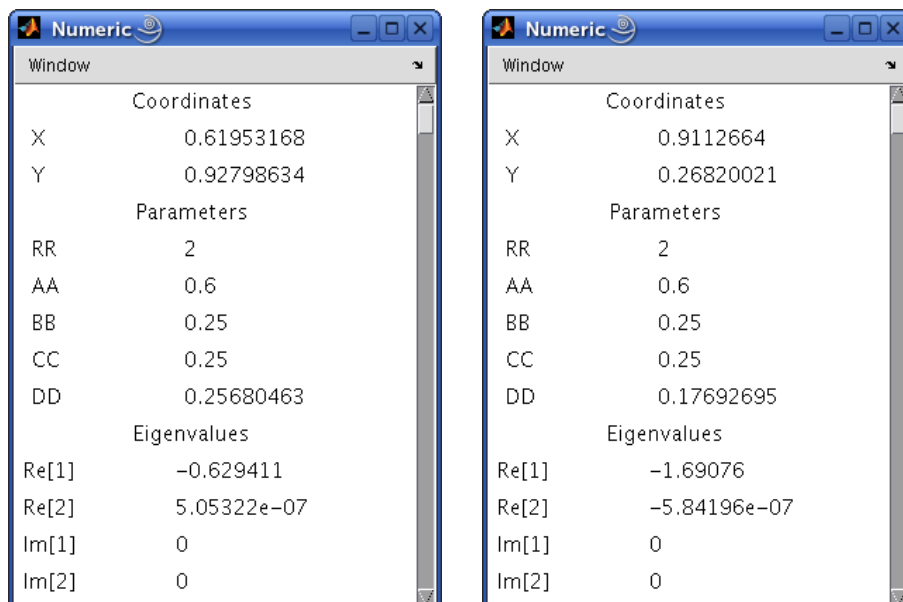 Numeric
Window
Coordinates
X 0.61953168
Y 0.92798634
Parameters
RR 2
AA 0.6
BB 0.25
CC 0.25
DD 0.25680463
Eigenvalues
Re[1] −0.629411
Re[2] 5.05322e−07
Im[1] 0
Im[2] 0
Numeric
Window
Coordinates
X 0.9112664
Y 0.26820021
Parameters
RR 2
AA 0.6
BB 0.25
CC 0.25
DD 0.17692695
Eigenvalues
Re[1] −1.69076
Re[2] −5.84196e−07
Im[1] 0
Im[2] 0